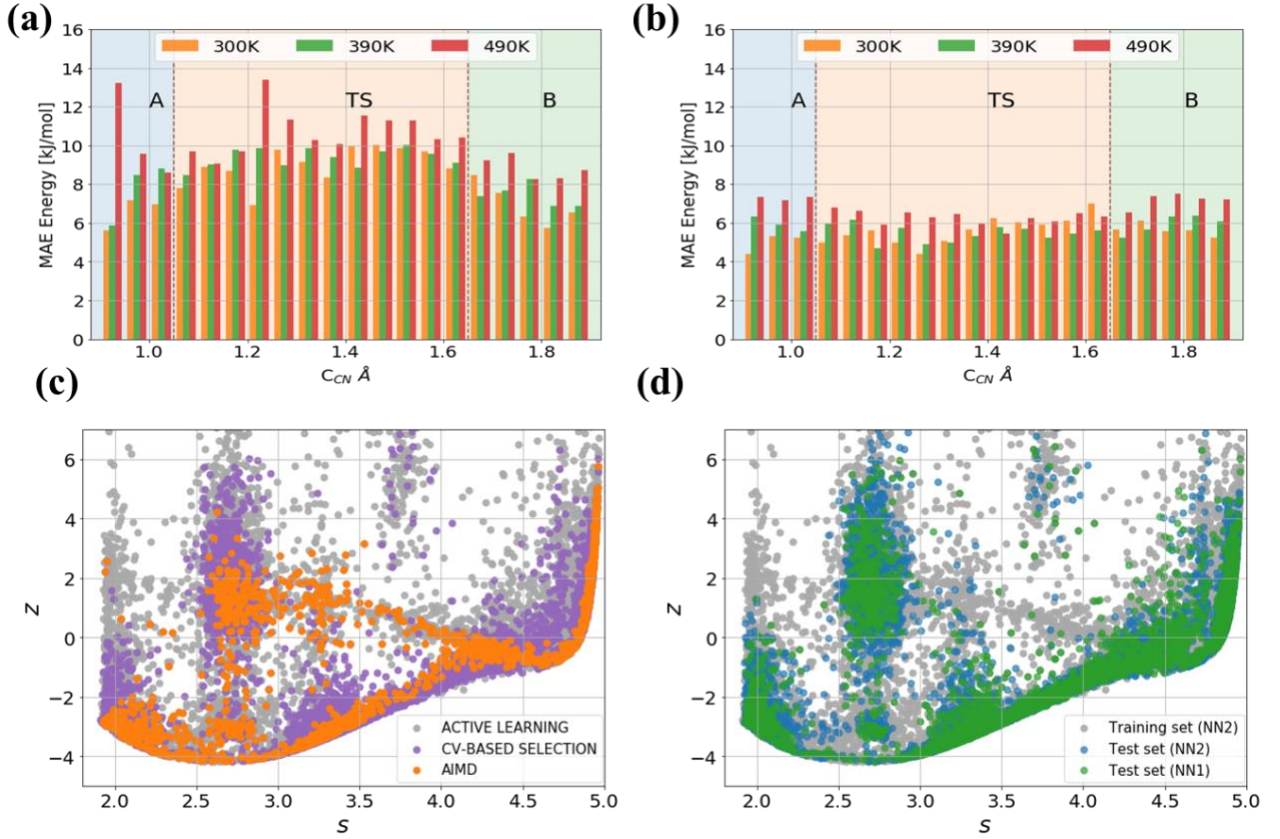 (a)
16
14
12
10
8
6
4
2
0
MAE Energy [kJ/mol]
300K 390K 490K
A TS B
1.0 1.2 1.4 1.6 1.8
C_CN Å
(b)
16
14
12
10
8
6
4
2
0
MAE Energy [kJ/mol]
300K 390K 490K
A TS B
1.0 1.2 1.4 1.6 1.8
C_CN Å
(c)
6
4
2
0
−2
−4
z
ACTIVE LEARNING
CV-BASED SELECTION
AIMD
2.0 2.5 3.0 3.5 4.0 4.5 5.0
s
(d)
6
4
2
0
−2
−4
z
Training set (NN2)
Test set (NN2)
Test set (NN1)
2.0 2.5 3.0 3.5 4.0 4.5 5.0
s